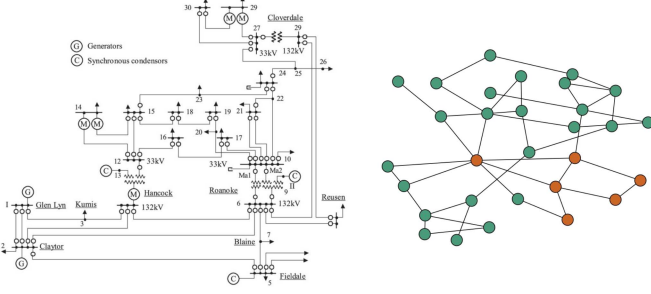 30
29
M
M
Cloverdale
27
29
33kV
132kV
26
25
24
G Generators
C Synchronous condensors
23
22
14
M
M
15
18
19
21
20
16
17
12
33kV
33kV
10
C
13
Ma1
Ma2
C
II
9
Hancock
M
Roanoke
Reusen
G
1
Glen Lyn
Kumis
3
132kV
6
132kV
2
Claytor
G
Blaine
7
C
Fieldale
5